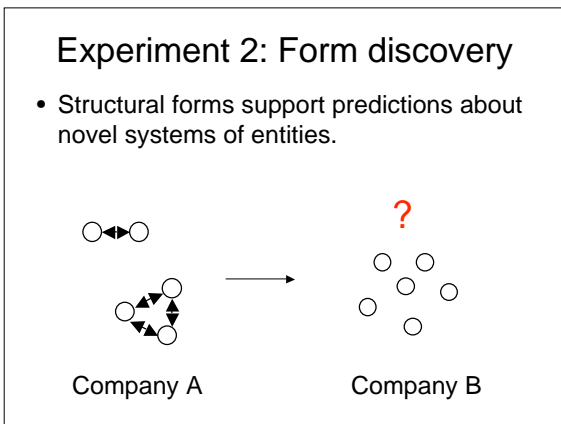 Experiment 2: Form discovery
• Structural forms support predictions about
novel systems of entities.
?
Company A
Company B